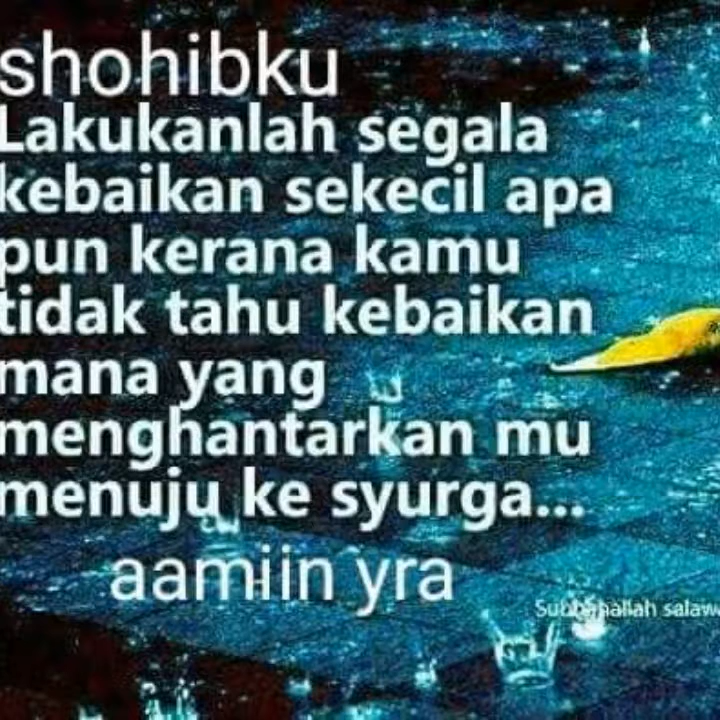 shohibku
Lakukanlah segala
kebaikan sekecil apa
pun kerana kamu
tidak tahu kebaikan
mana yang
menghantarkan mu
menuju ke syurga...
aamiin yra
Subhanallah